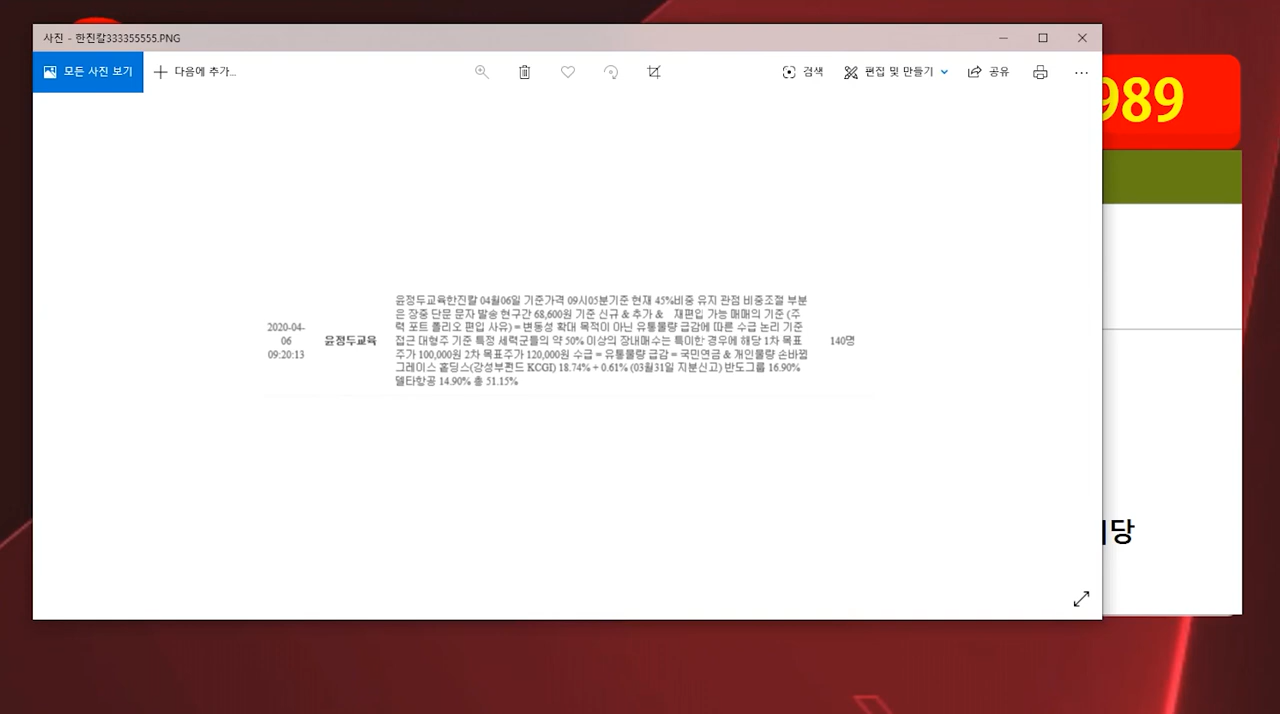 사진 - 한진칼333355555.PNG
모든 사진 보기
다음에 추가...
검색
편집 및 만들기
공유
989
2020-04-
06
09:20:13
윤정두교육
윤정두교육한진칼 04월06일 기준가격 09시05분기준 현재 45%비중 유지 관점 비중조절 부분
은 장중 단문 문자 발송 현구간 68,600원 기준 신규 & 추가 & 재편입 가능 매매의 기준 (주
력 포트 폴리오 편입 사유) = 변동성 확대 목적이 아닌 유통물량 급감에 따른 수급 논리 기준
접근 대형주 기준 특정 세력군들의 약 50% 이상의 장내매수는 특이한 경우에 해당 1차 목표
주가 100,000원 2차 목표주가 120,000원 수급 = 유통물량 급감 = 국민연금 & 개인물량 손바뀜
그레이스 홀딩스(강성부펀드 KCGI) 18.74% + 0.61% (03월31일 지분신고) 반도그룹 16.90%
델타항공 14.90% 총 51.15%
140명
당